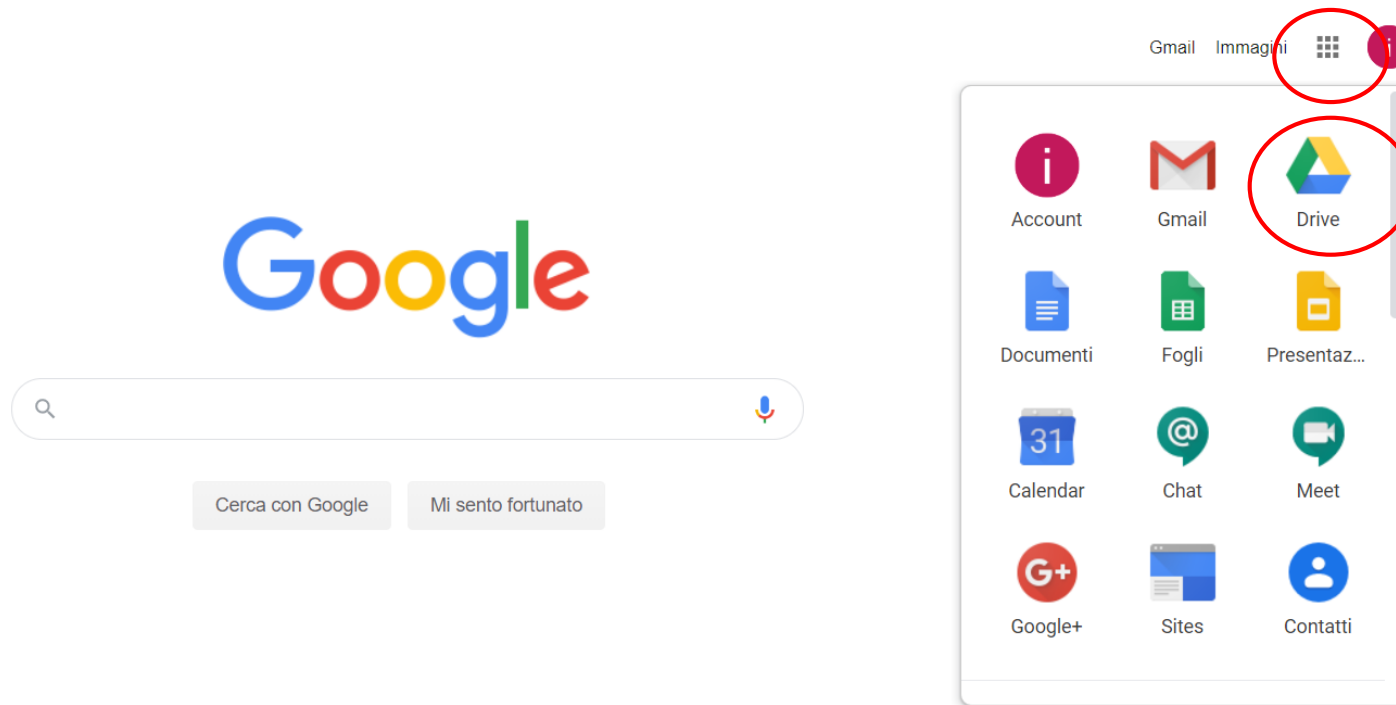 Gmail Immagini
i
i
Account Gmail Drive
Google
Documenti Fogli Presentaz...
31 @
Calendar Chat Meet
Cerca con Google Mi sento fortunato
G+
Google+ Sites Contatti